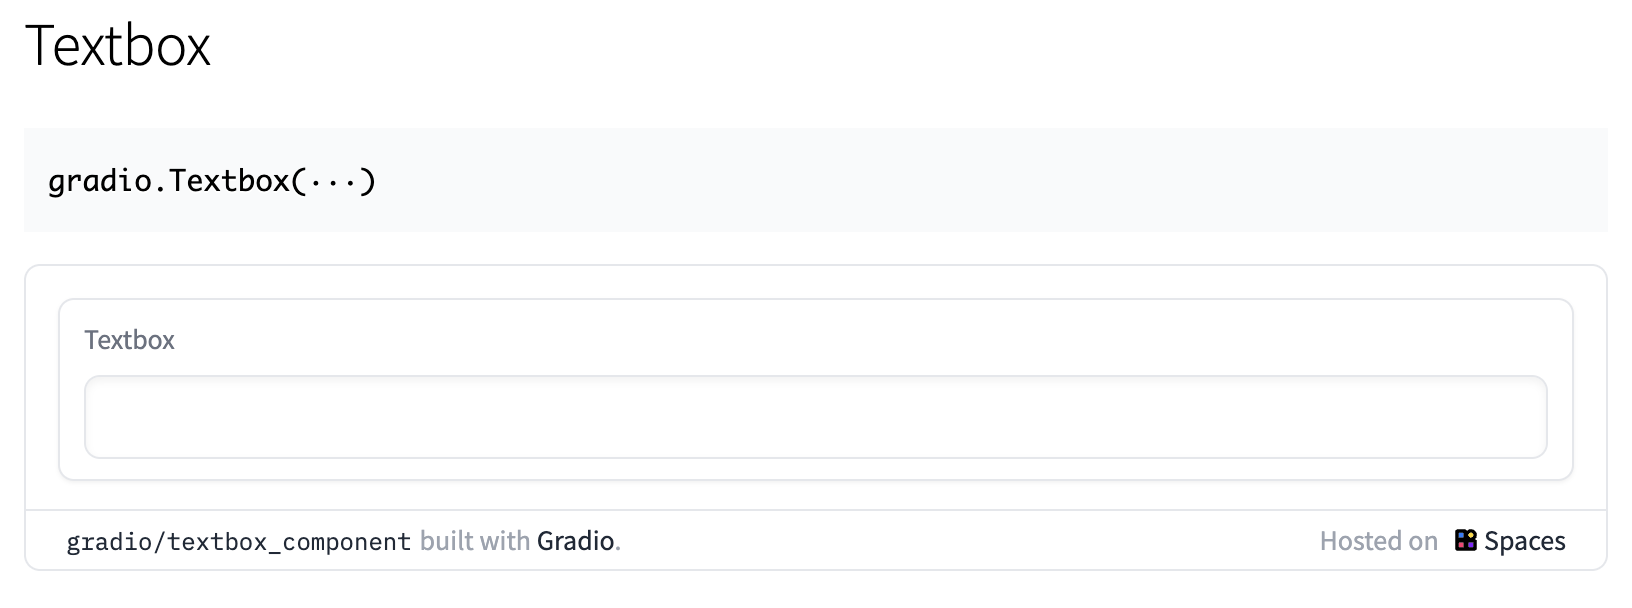 Textbox
gradio.Textbox(···)
Textbox
gradio/textbox_component built with Gradio.
Hosted on Spaces